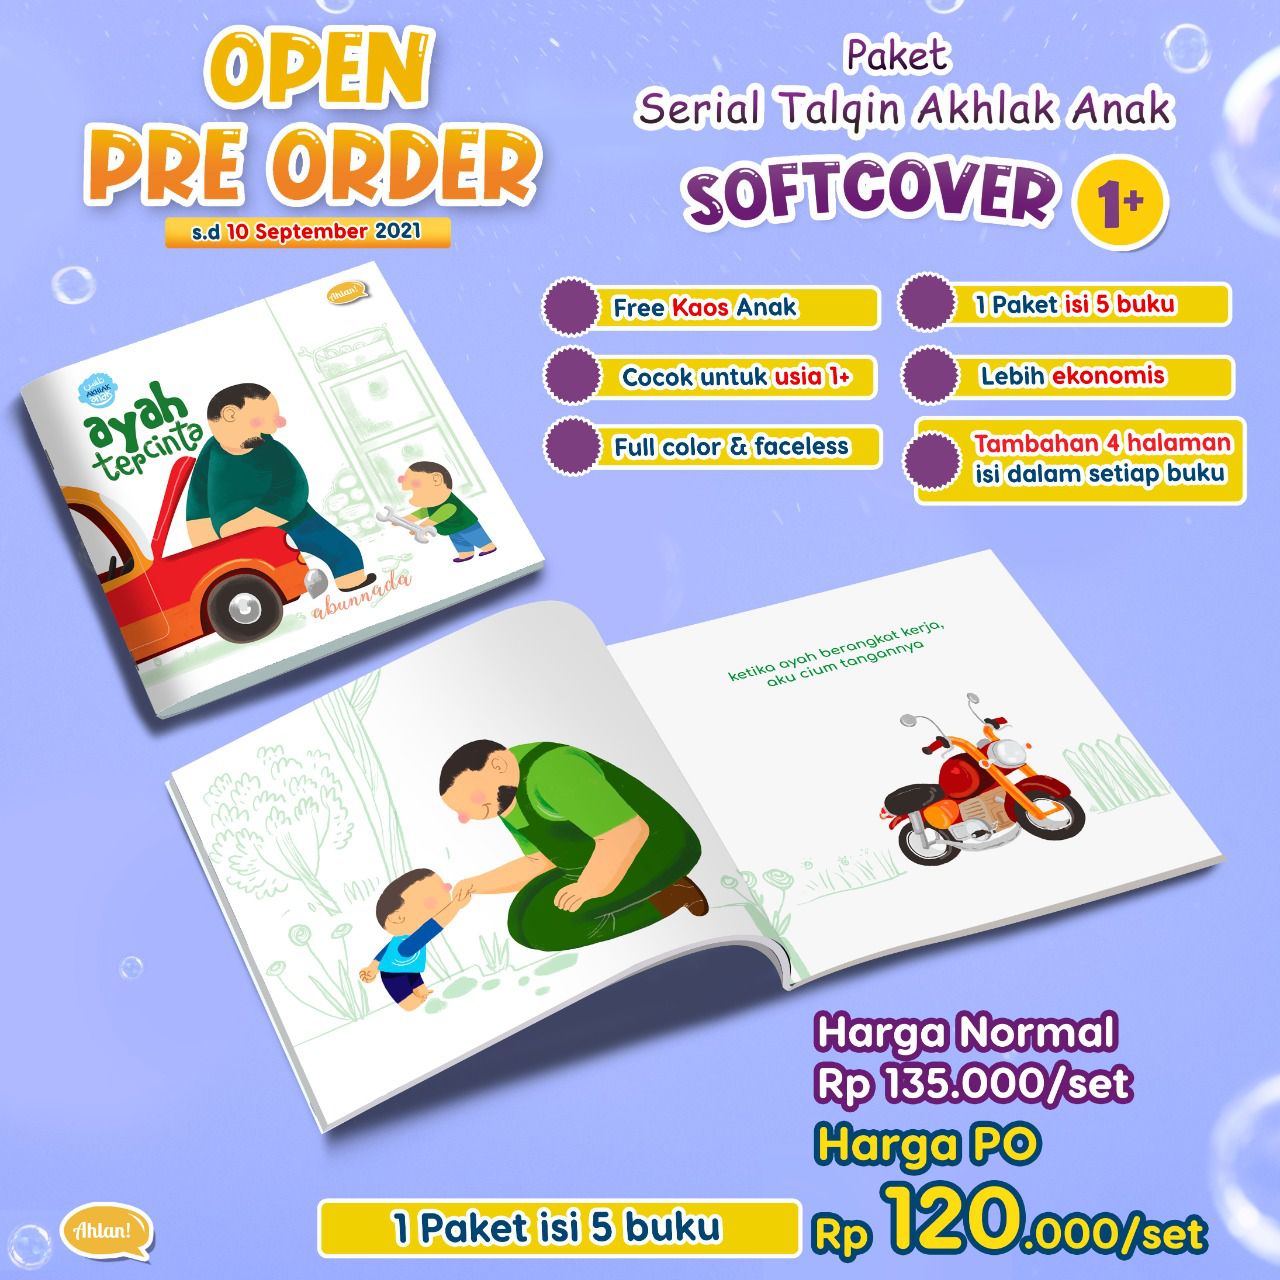 OPEN
PRE ORDER
s.d 10 September 2021
Paket
Serial Talqin Akhlak Anak
SOFTCOVER 1+
Free Kaos Anak
1 Paket isi 5 buku
Cocok untuk usia 1+
Lebih ekonomis
Full color & faceless
Tambahan 4 halaman
isi dalam setiap buku
Ahlan!
AKHLAK
anak
ayah
tercinta
abunnada
ketika ayah berangkat kerja,
aku cium tangannya
Harga Normal
Rp 135.000/set
Harga PO
Rp 120.000/set
1 Paket isi 5 buku
Ahlan!